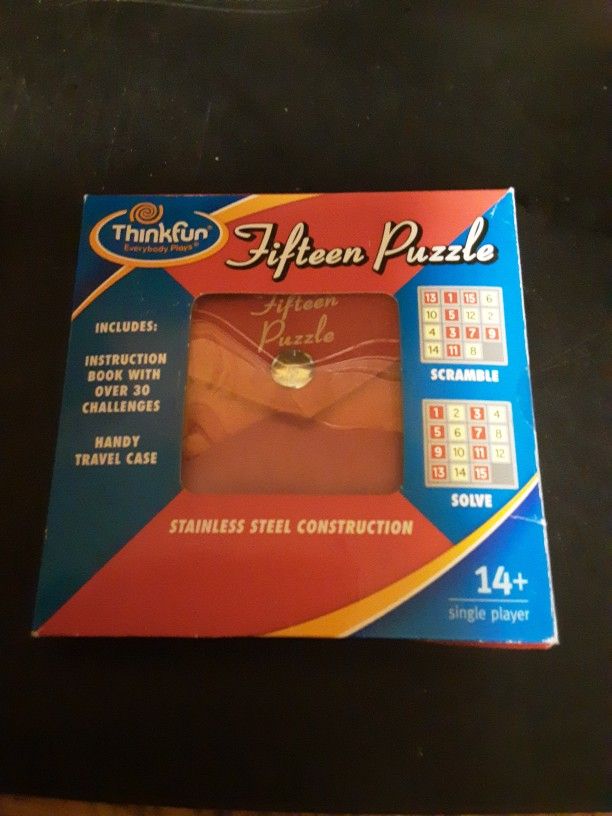 ThinkFun®
Everybody Plays®
Fifteen Puzzle
INCLUDES:
INSTRUCTION
BOOK WITH
OVER 30
CHALLENGES
HANDY
TRAVEL CASE
Fifteen
Puzzle
13 1 15 6
10 5 12 2
4 3 7 9
14 11 8
SCRAMBLE
1 2 3 4
5 6 7 8
9 10 11 12
13 14 15
SOLVE
STAINLESS STEEL CONSTRUCTION
14+
single player